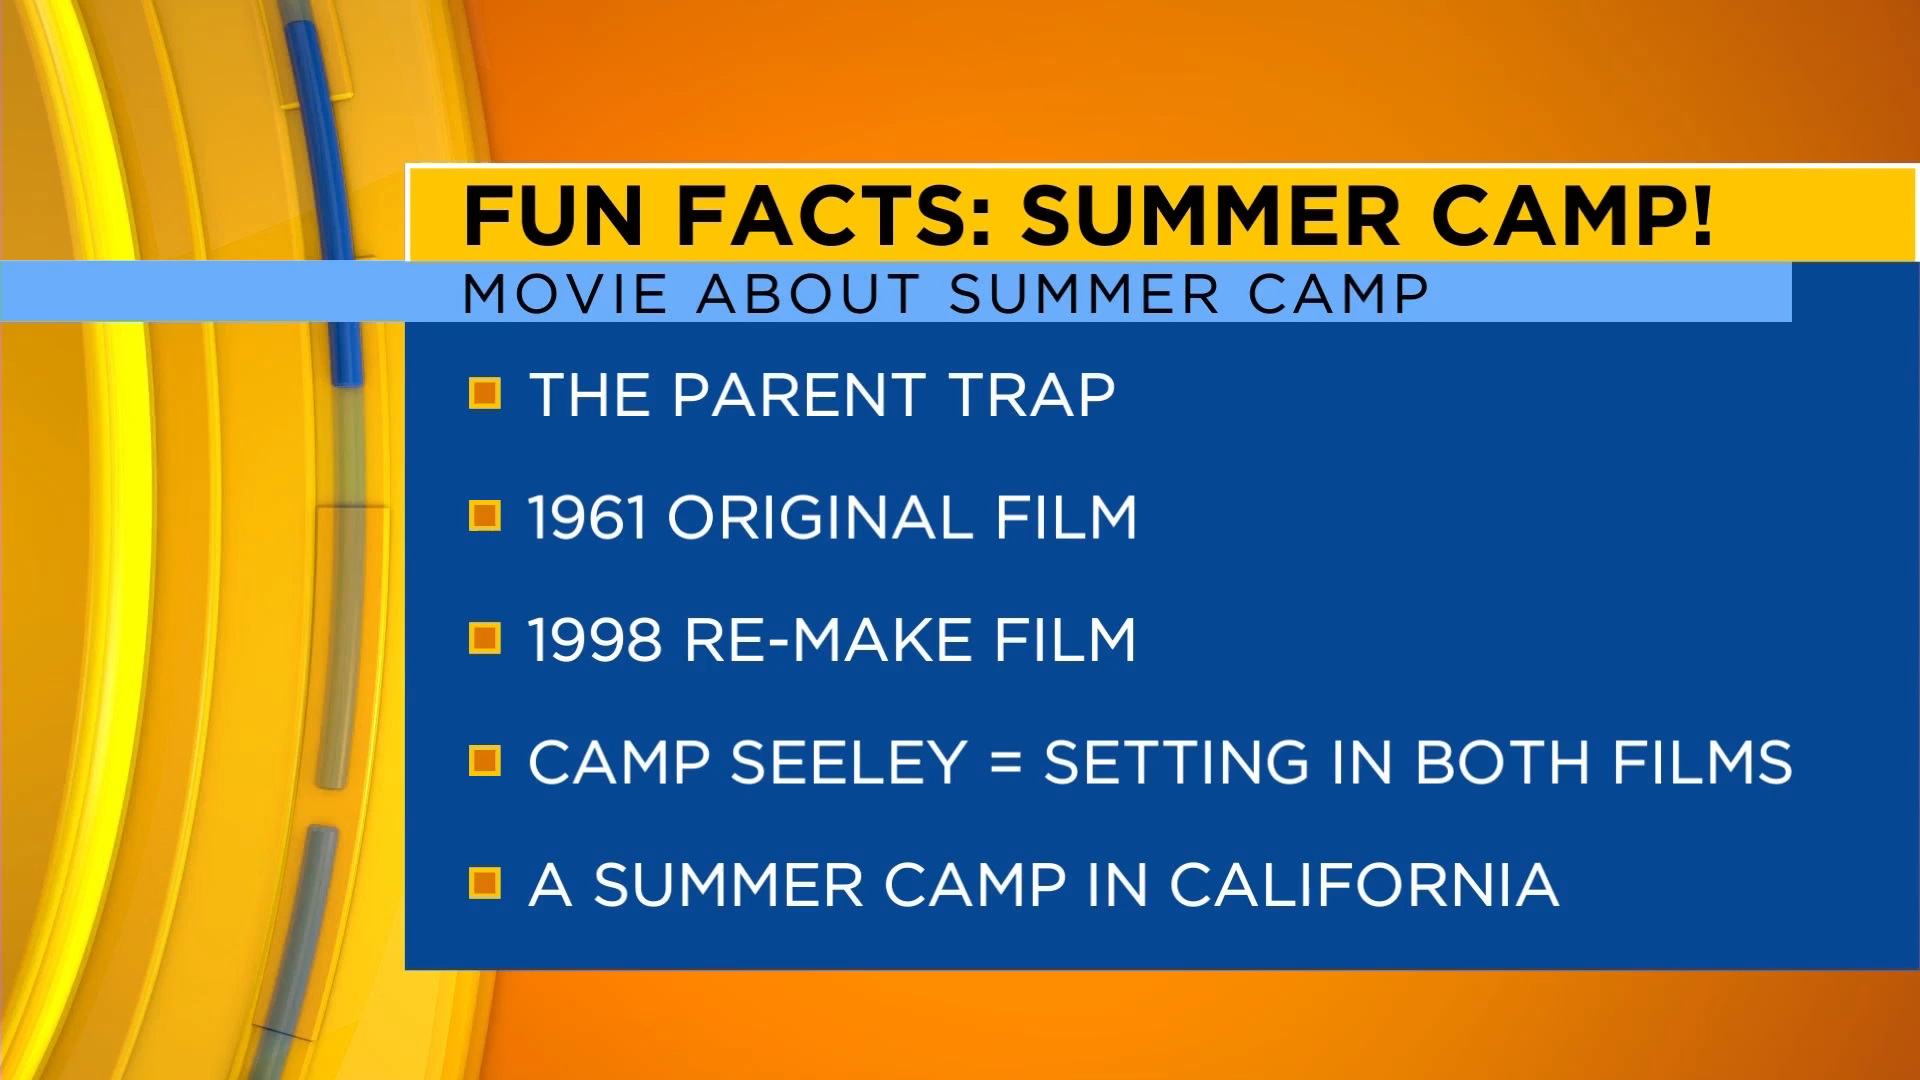 FUN FACTS: SUMMER CAMP!
MOVIE ABOUT SUMMER CAMP
THE PARENT TRAP
1961 ORIGINAL FILM
1998 RE-MAKE FILM
CAMP SEELEY = SETTING IN BOTH FILMS
A SUMMER CAMP IN CALIFORNIA